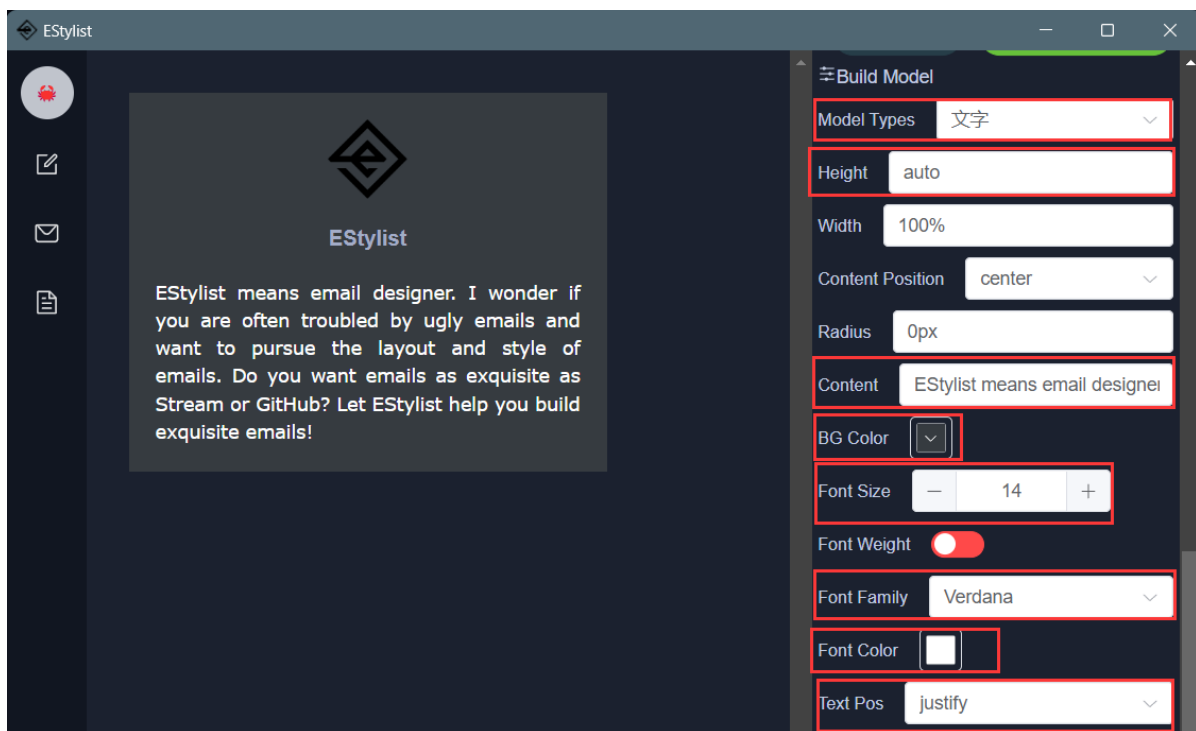 EStylist
EStylist
EStylist means email designer. I wonder if
you are often troubled by ugly emails and
want to pursue the layout and style of
emails. Do you want emails as exquisite as
Stream or GitHub? Let EStylist help you build
exquisite emails!
Build Model
Model Types 文字
Height auto
Width 100%
Content Position center
Radius 0px
Content EStylist means email designer
BG Color
Font Size 14
Font Weight
Font Family Verdana
Font Color
Text Pos justify